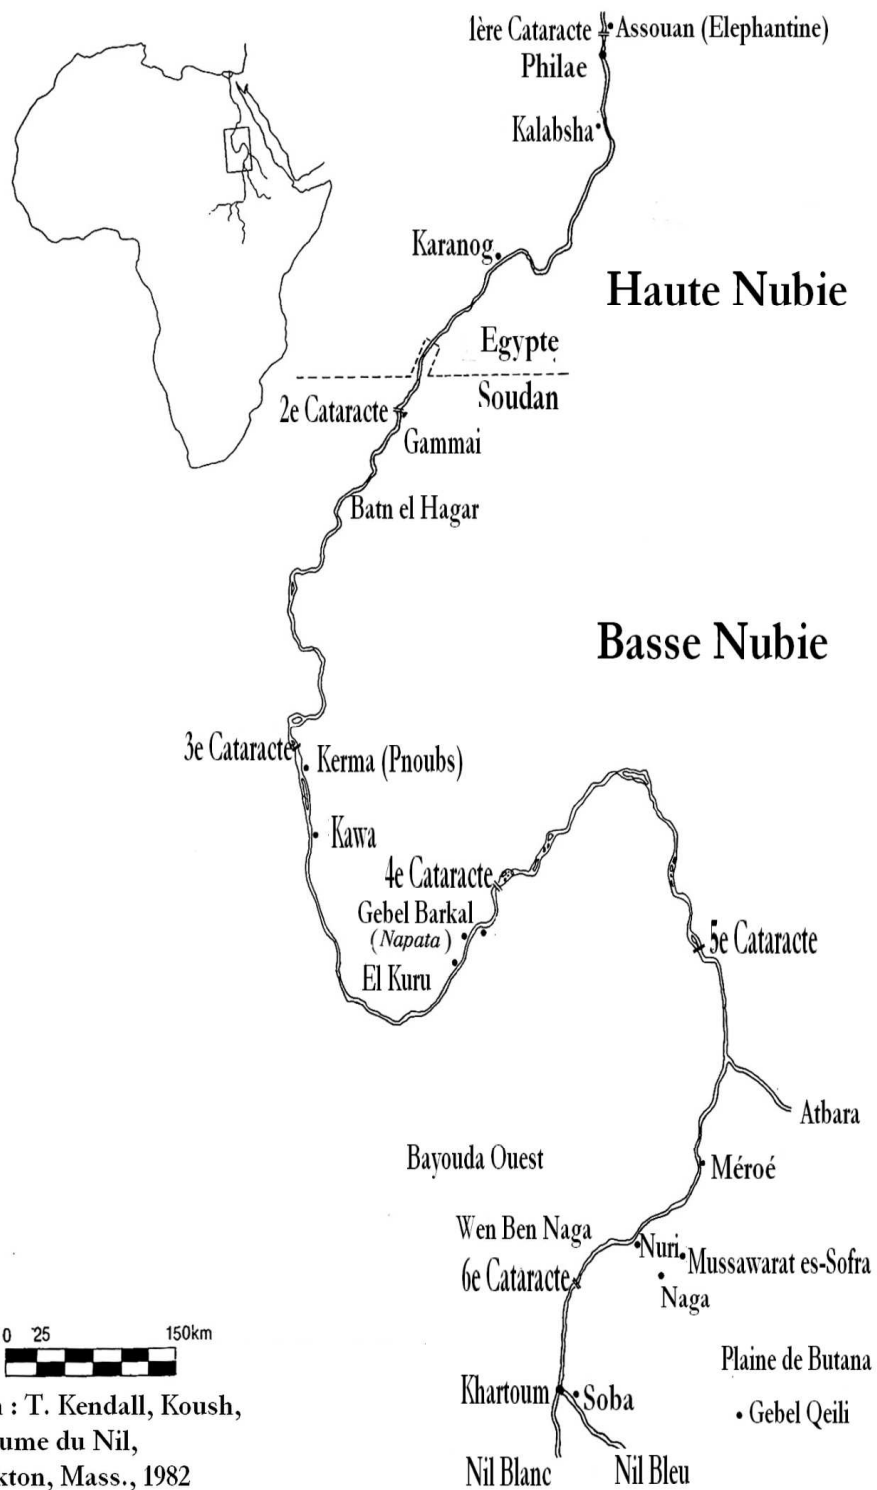 1ère Cataracte
Assouan (Elephantine)
Philae
Kalabsha
Karanog
Haute Nubie
Egypte
Soudan
2e Cataracte
Gammai
Batn el Hagar
Basse Nubie
3e Cataracte
Kerma (Pnoubs)
Kawa
4e Cataracte
Gebel Barkal
(Napata)
5e Cataracte
El Kuru
Atbara
Bayouda Ouest
Méroé
Wen Ben Naga
Nuri
Mussawarat es-Sofra
6e Cataracte
Naga
0 25 150km
Plaine de Butana
Khartoum
Soba
Gebel Qeili
: T. Kendall, Koush,
ume du Nil,
kton, Mass., 1982
Nil Blanc
Nil Bleu